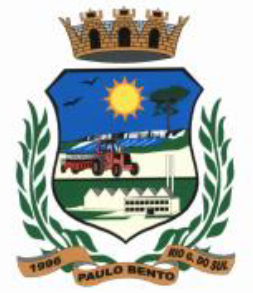 1996
PAULO BENTO
RIO G. DO SUL